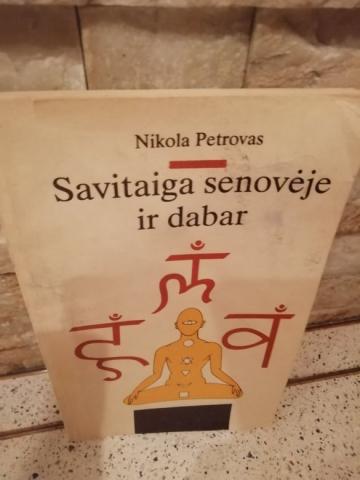 Nikola Petrovas
Savitaiga senovėje
ir dabar
लं
हं वं